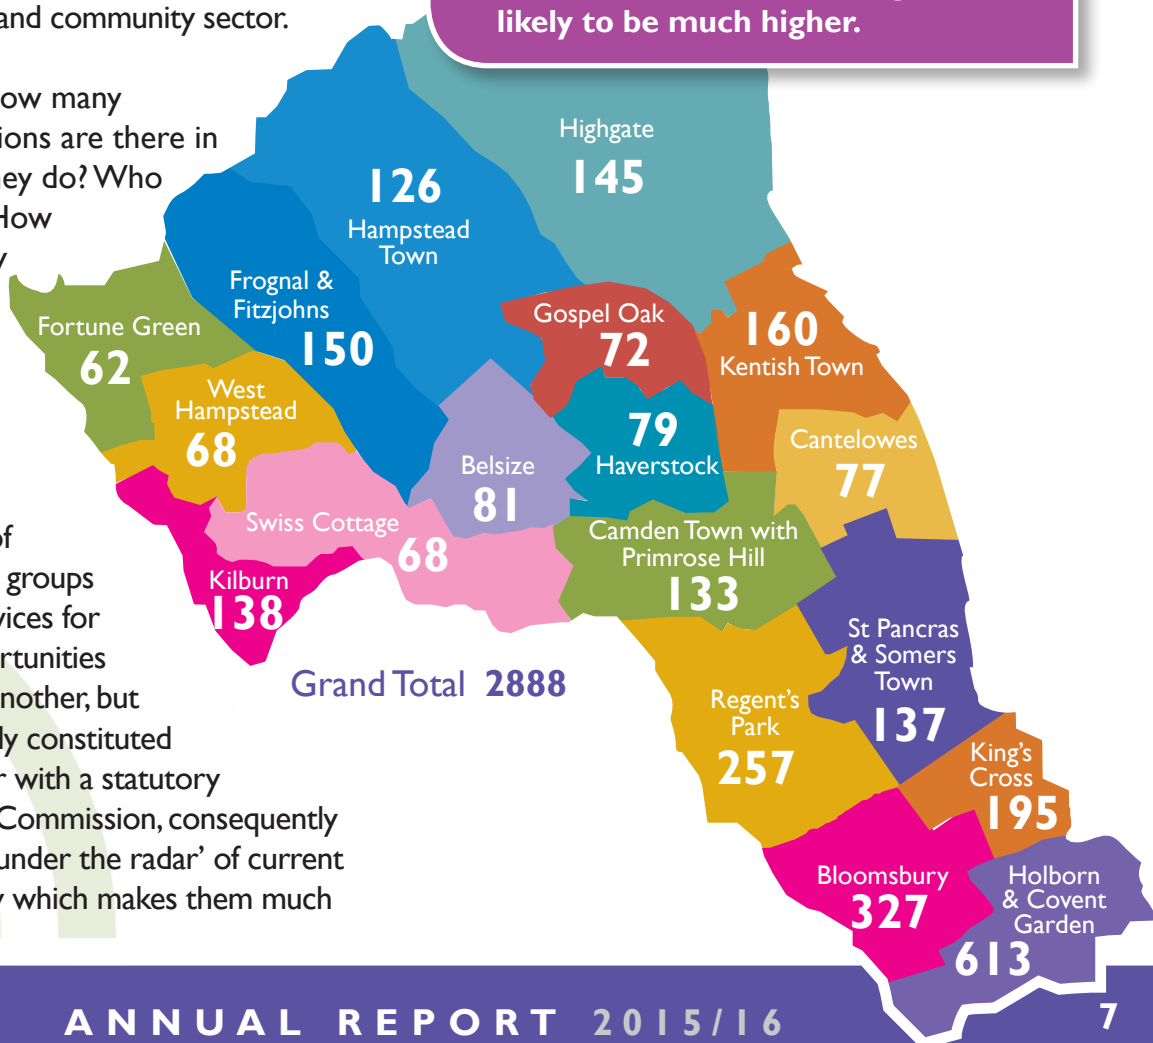 and community sector.
likely to be much higher.
ow many
ions are there in
ney do? Who
How
of
groups
vices for
rtunities
nother, but
ly constituted
r with a statutory
Commission, consequently
under the radar’ of current
which makes them much
Highgate
145
126
Hampstead
Town
Frognal &
Fitzjohns
150
Fortune Green
62
West
Hampstead
68
Gospel Oak
72
160
Kentish Town
79
Haverstock
Cantelowes
77
Belsize
81
Swiss Cottage
68
Camden Town with
Primrose Hill
133
Kilburn
138
St Pancras
& Somers
Town
137
Grand Total 2888
Regent’s
Park
257
King’s
Cross
195
Bloomsbury
327
Holborn
& Covent
Garden
613
ANNUAL REPORT 2015/16
7